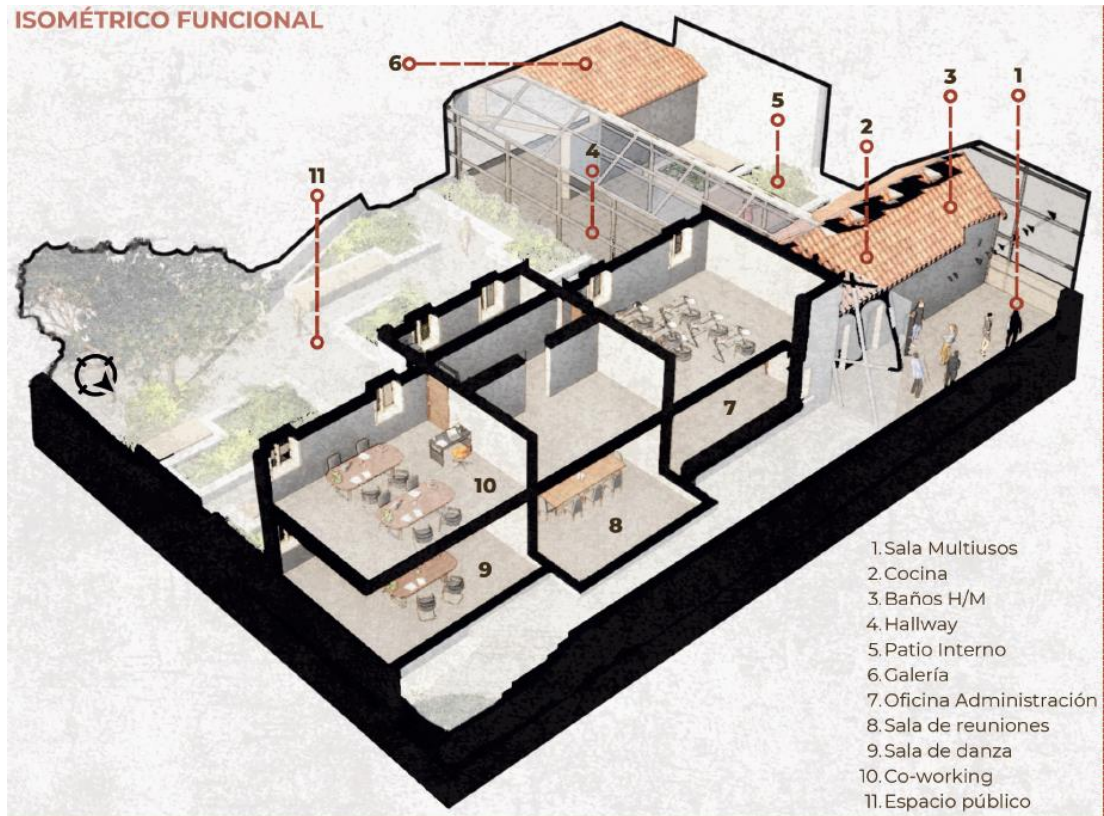 ISOMÉTRICO FUNCIONAL
6
3
1
5
2
4
11
7
10
8
9
1. Sala Multiusos
2. Cocina
3. Baños H/M
4. Hallway
5. Patio Interno
6. Galería
7. Oficina Administración
8. Sala de reuniones
9. Sala de danza
10. Co-working
11. Espacio público